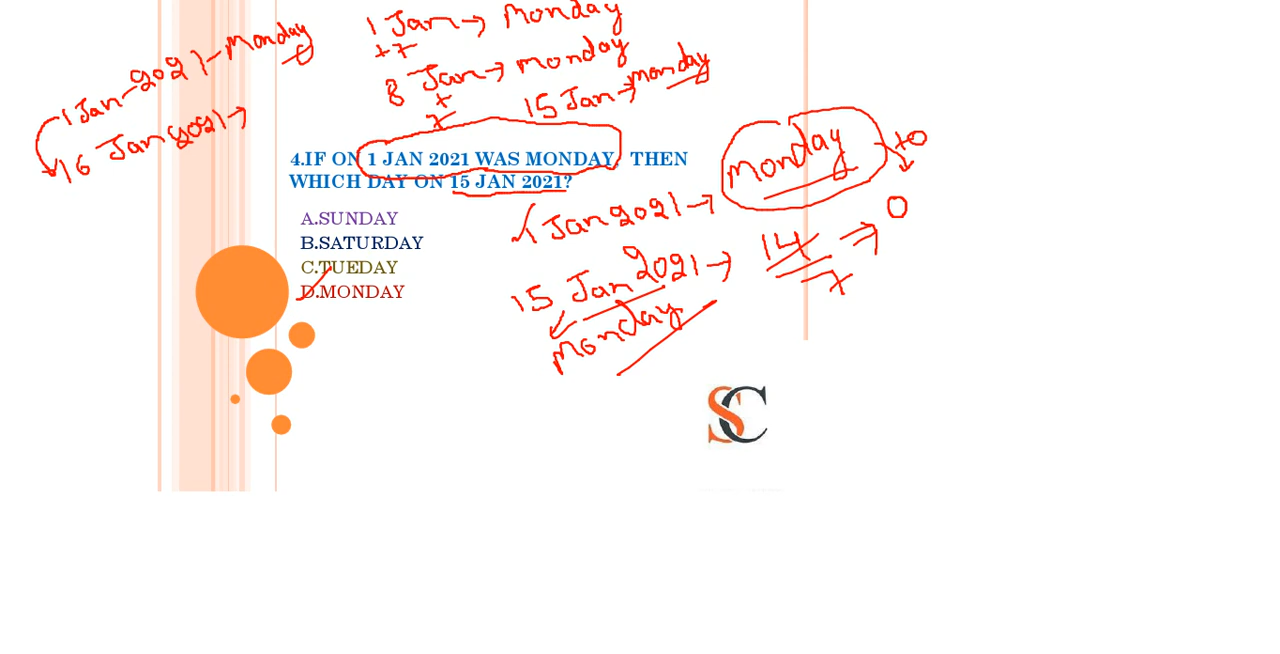 1 Jan → Monday
+7
8 Jan → monday
+
7
15 Jan → monday
1 Jan-2021-Monday
16 Jan 2021 →
4.IF ON 1 JAN 2021 WAS MONDAY, THEN
WHICH DAY ON 15 JAN 2021?
A.SUNDAY
B.SATURDAY
C.TUEDAY
D.MONDAY
1 Jan 2021 → monday +0
15 Jan 2021 → 14/7 ⇒ 0
monday
SC